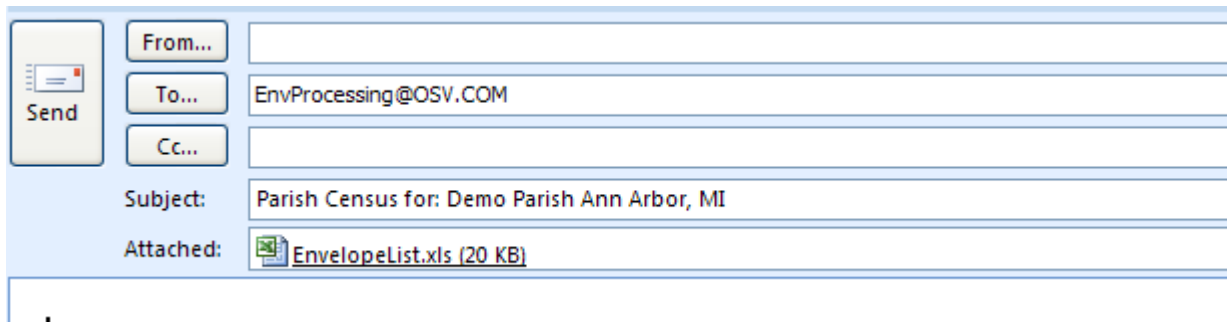 From...
To... EnvProcessing@OSV.COM
Send
Cc...
Subject: Parish Census for: Demo Parish Ann Arbor, MI
Attached: EnvelopeList.xls (20 KB)